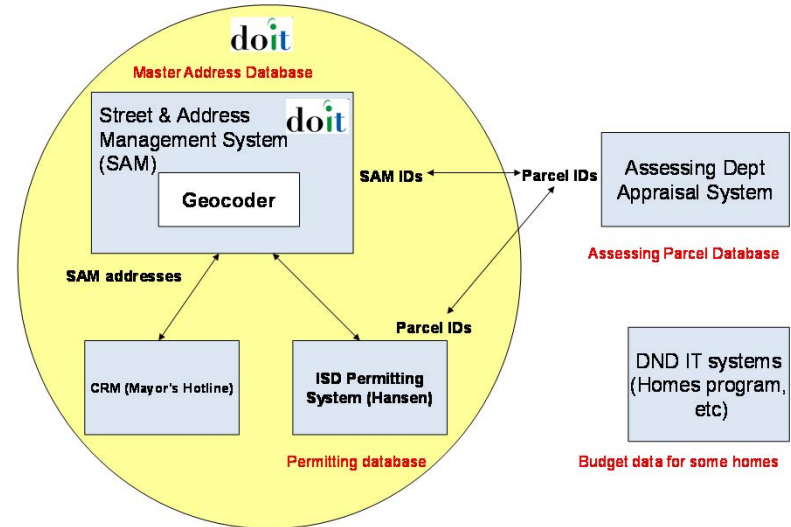 doit
Master Address Database
Street & Address
Management System
(SAM)
doit
Geocoder
SAM IDs
Parcel IDs
Assessing Dept
Appraisal System
Assessing Parcel Database
SAM addresses
Parcel IDs
CRM (Mayor's Hotline)
ISD Permitting
System (Hansen)
Permitting database
DND IT systems
(Homes program,
etc)
Budget data for some homes